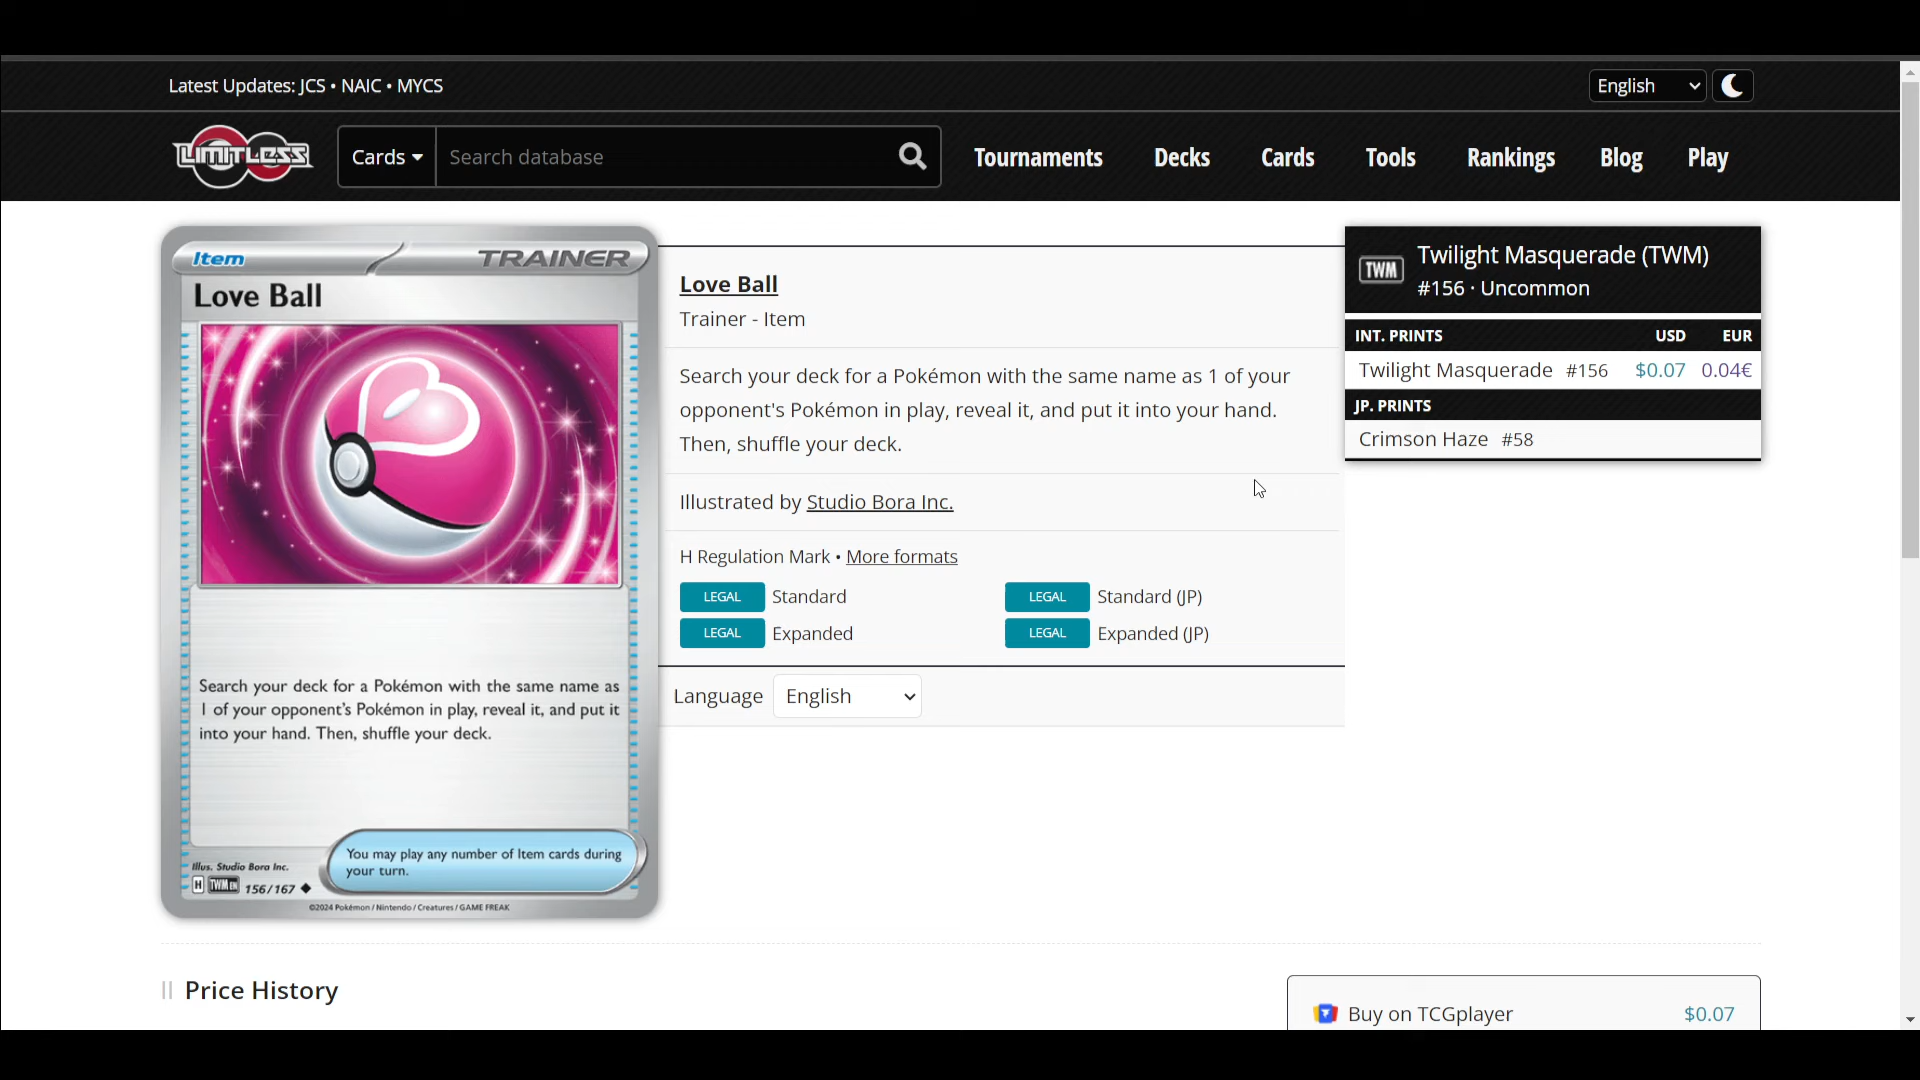 Latest Updates: JCS • NAIC • MYCS
English
LIMITLESS
Cards
Search database
Tournaments
Decks
Cards
Tools
Rankings
Blog
Play
Item
TRAINER
Love Ball
Search your deck for a Pokémon with the same name as
1 of your opponent's Pokémon in play, reveal it, and put it
into your hand. Then, shuffle your deck.
You may play any number of Item cards during
your turn.
Illus. Studio Bora Inc.
H TWM EN 156/167
©2024 Pokémon / Nintendo / Creatures / GAME FREAK
Love Ball
Trainer - Item
Search your deck for a Pokémon with the same name as 1 of your
opponent's Pokémon in play, reveal it, and put it into your hand.
Then, shuffle your deck.
Illustrated by Studio Bora Inc.
H Regulation Mark • More formats
LEGAL Standard
LEGAL Standard (JP)
LEGAL Expanded
LEGAL Expanded (JP)
Language English
TWM
Twilight Masquerade (TWM)
#156 · Uncommon
INT. PRINTS USD EUR
Twilight Masquerade #156 $0.07 0.04€
JP. PRINTS
Crimson Haze #58
Price History
Buy on TCGplayer $0.07